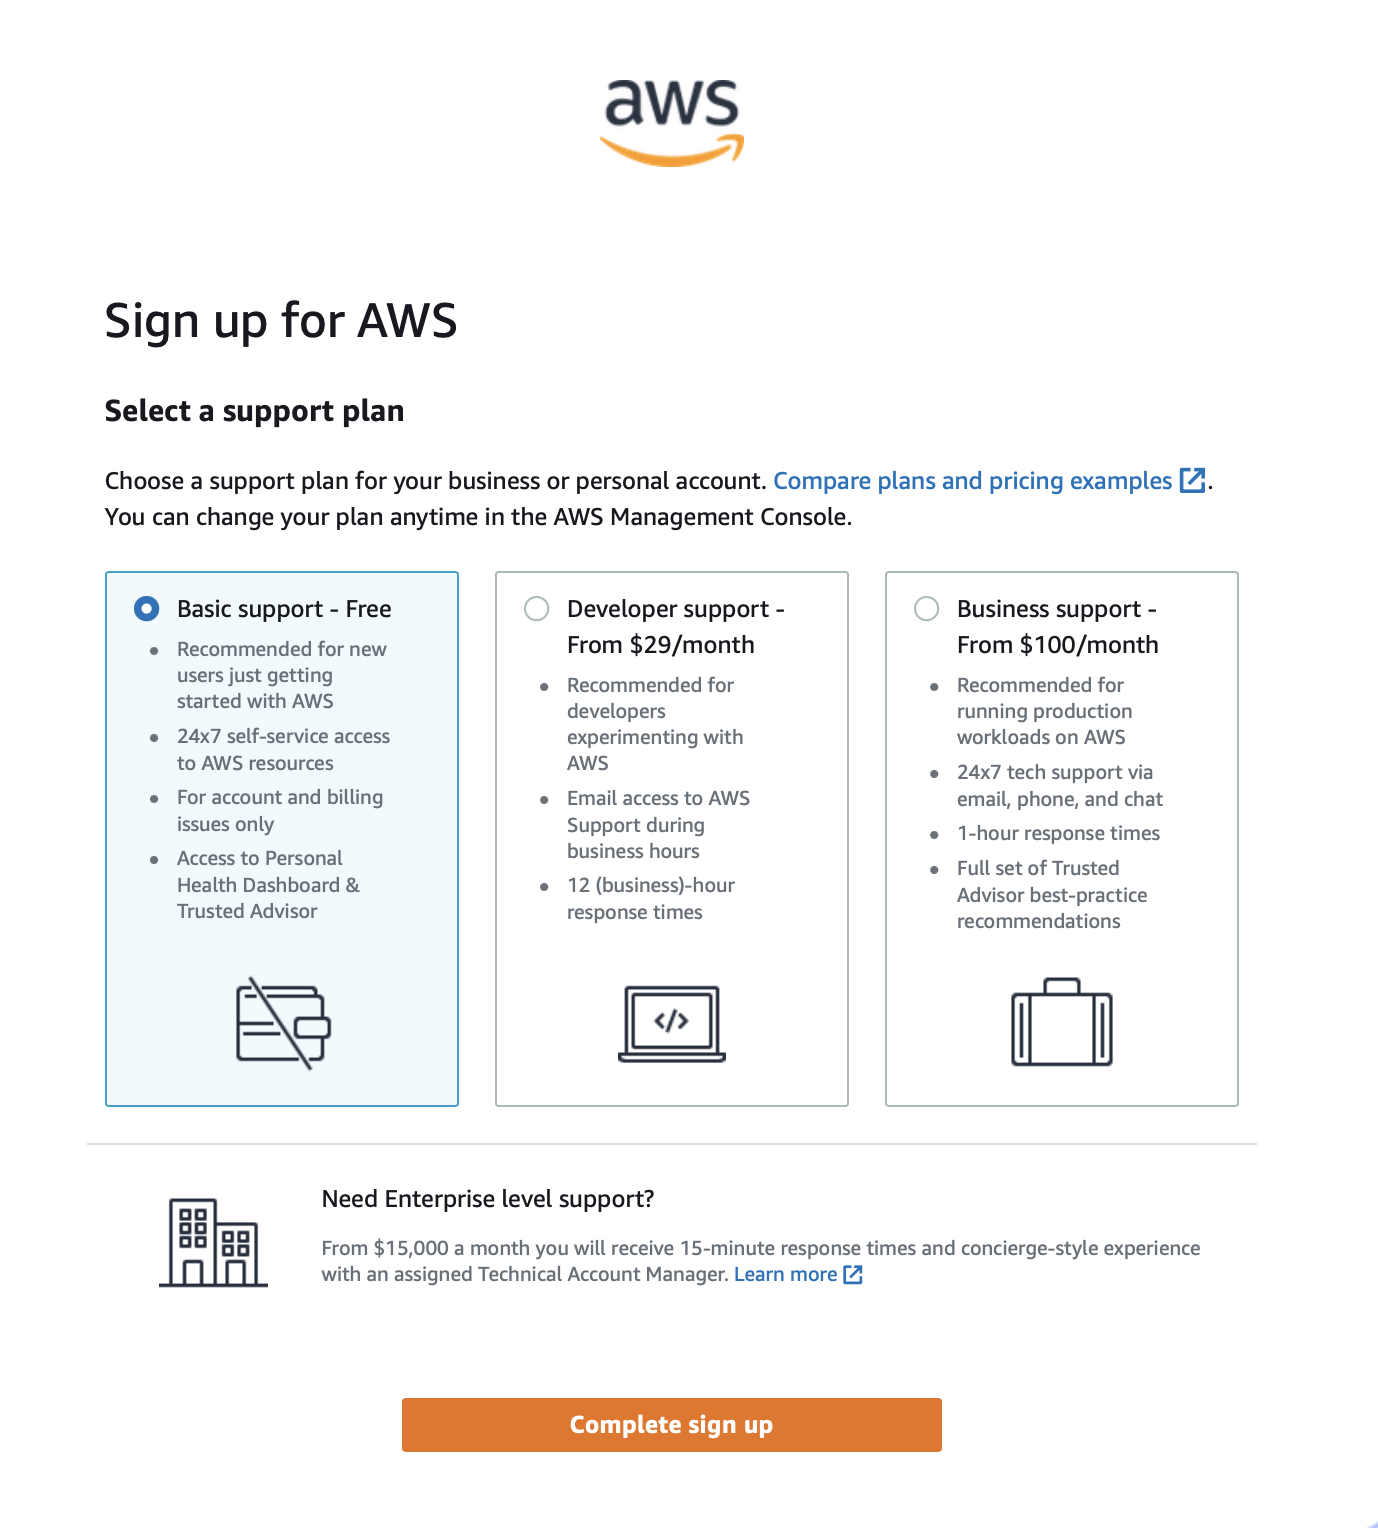 aws
Sign up for AWS
Select a support plan
Choose a support plan for your business or personal account. Compare plans and pricing examples.
You can change your plan anytime in the AWS Management Console.
Basic support - Free
Recommended for new
users just getting
started with AWS
24x7 self-service access
to AWS resources
For account and billing
issues only
Access to Personal
Health Dashboard &
Trusted Advisor
Developer support -
From $29/month
Recommended for
developers
experimenting with
AWS
Email access to AWS
Support during
business hours
12 (business)-hour
response times
</>
Business support -
From $100/month
Recommended for
running production
workloads on AWS
24x7 tech support via
email, phone, and chat
1-hour response times
Full set of Trusted
Advisor best-practice
recommendations
Need Enterprise level support?
From $15,000 a month you will receive 15-minute response times and concierge-style experience
with an assigned Technical Account Manager. Learn more
Complete sign up